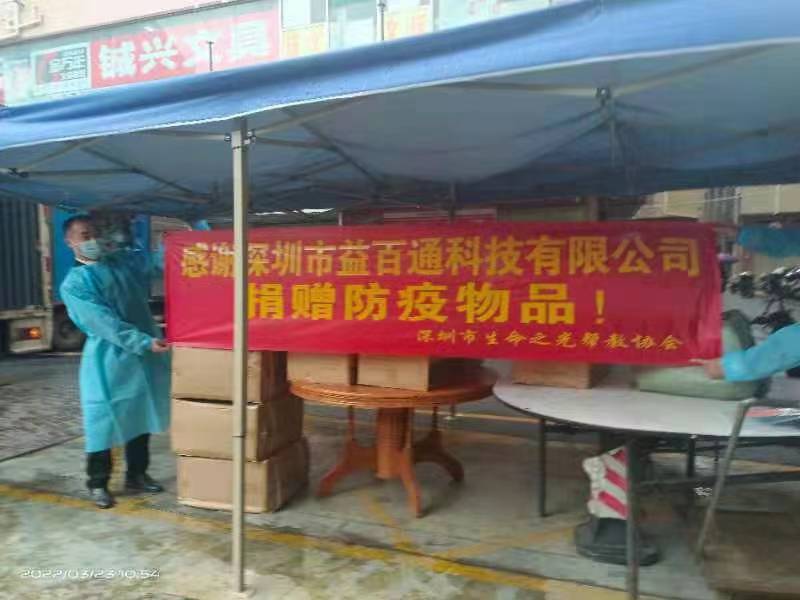 诚兴文具
感谢深圳市益百通科技有限公司
捐赠防疫物品！
深圳市生命之光帮教协会
2022/03/23 10:54